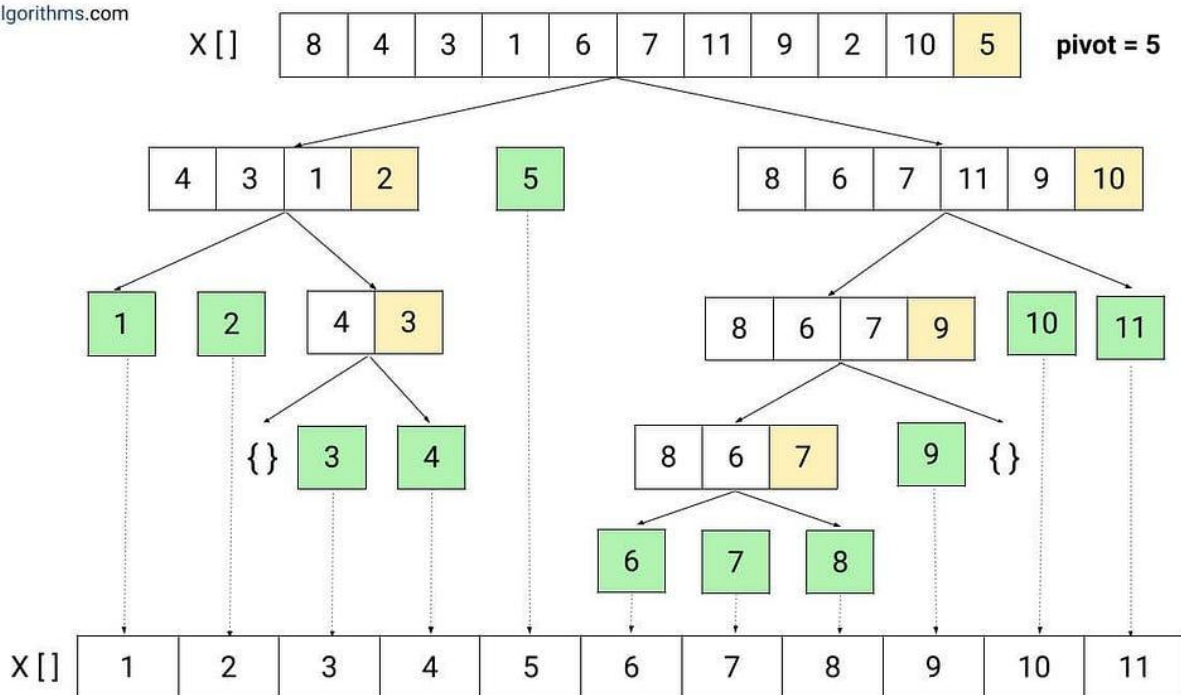 lgorithms.com
X [ ] 8 4 3 1 6 7 11 9 2 10 5 pivot = 5
4 3 1 2 5 8 6 7 11 9 10
1 2 4 3 8 6 7 9 10 11
{ } 3 4 8 6 7 9 { }
6 7 8
X [ ] 1 2 3 4 5 6 7 8 9 10 11